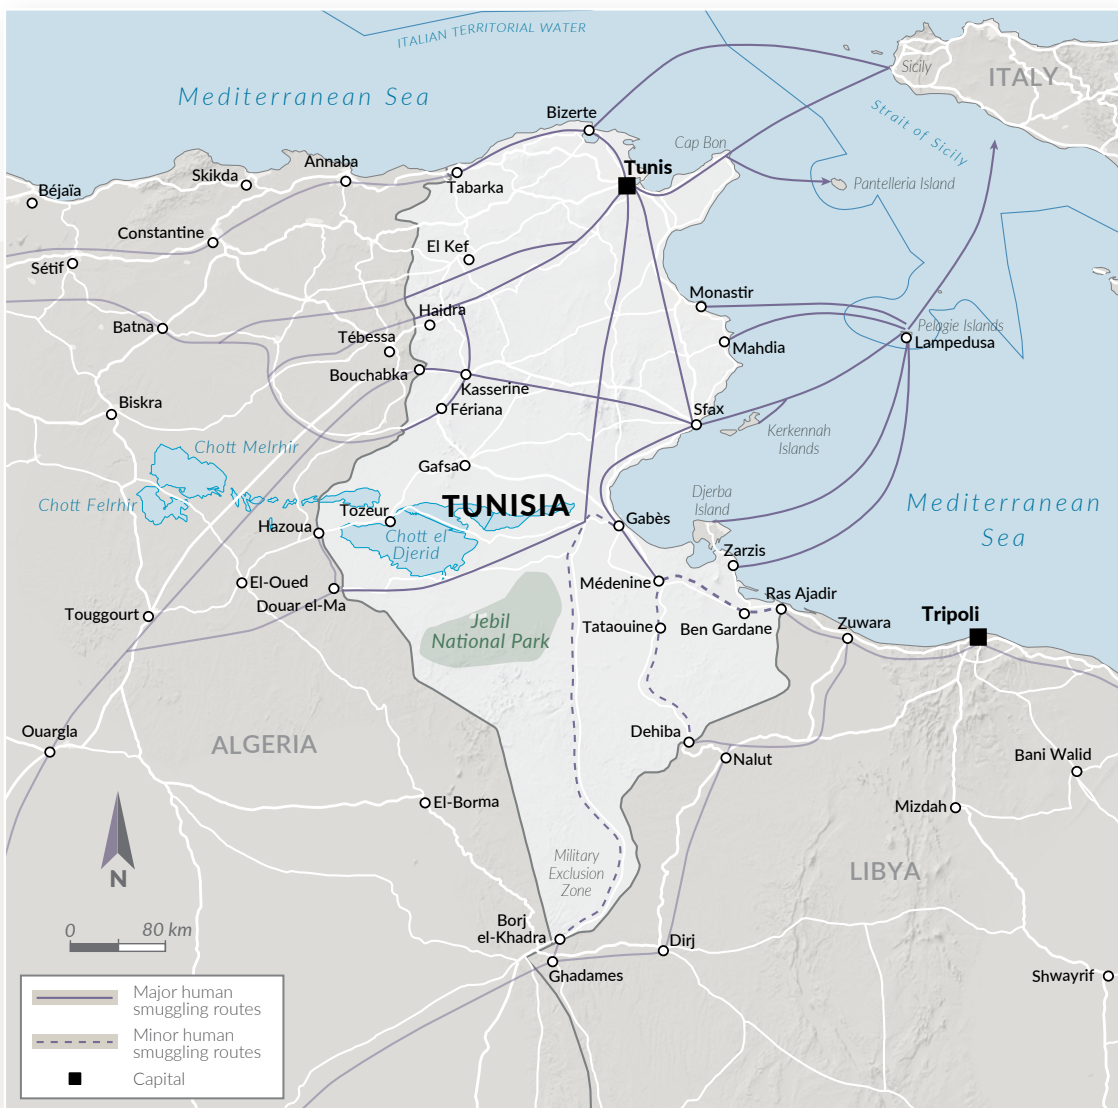 ITALIAN TERRITORIAL WATER
Sicily
ITALY
Mediterranean Sea
Bizerte
Strait of Sicily
Cap Bon
Annaba
Tunis
Skikda
Tabarka
Pantelleria Island
Béjaïa
Constantine
El Kef
Sétif
Monastir
Haidra
Batna
Pelagie Islands
Tébessa
Lampedusa
Mahdia
Bouchabka
Kasserine
Biskra
Fériana
Sfax
Kerkennah
Islands
Chott Melrhir
Gafsa
Chott Felrhir
TUNISIA
Djerba
Island
Mediterranean
Sea
Tozeur
Gabès
Hazoua
Chott el
Djerid
Zarzis
El-Oued
Médenine
Douar el-Ma
Ras Ajadir
Touggourt
Jebil
National Park
Tataouine
Ben Gardane
Zuwara
Tripoli
Ouargla
ALGERIA
Dehiba
Nalut
Bani Walid
El-Borma
Mizdah
Military
Exclusion
Zone
LIBYA
N
0
80 km
Borj
el-Khadra
Dirj
Ghadames
Shwayrif
Major human
smuggling routes
Minor human
smuggling routes
Capital